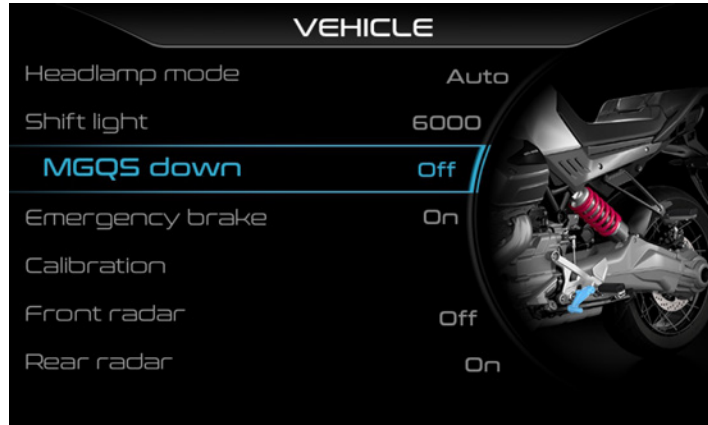 VEHICLE
Headlamp mode Auto
Shift light 6000
MGQS down Off
Emergency brake On
Calibration
Front radar Off
Rear radar On